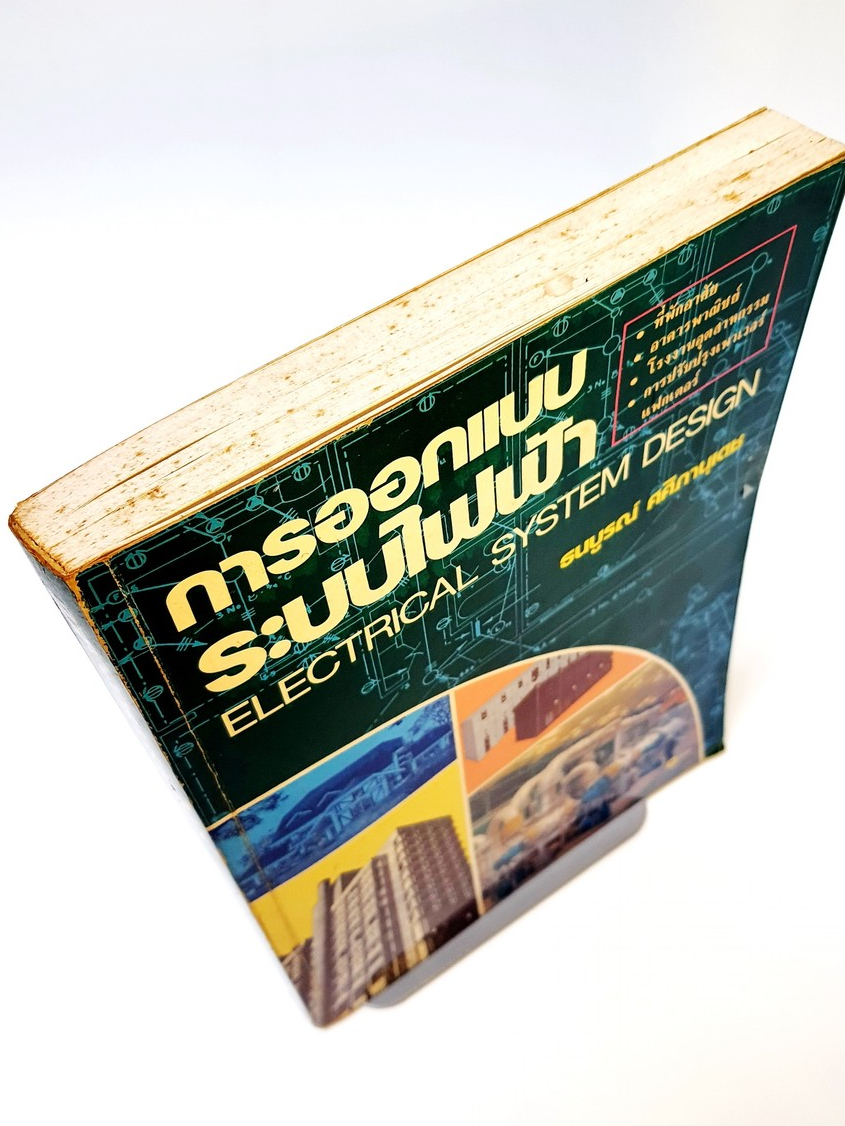 • ที่พักอาศัย
• อาคารพาณิชย์
• โรงงานอุตสาหกรรม
• การปรับปรุงเพาเวอร์
แฟกเตอร์
การออกแบบ
ระบบไฟฟ้า
ELECTRICAL SYSTEM DESIGN
ธนบูรณ์ ศศิภานุเดช